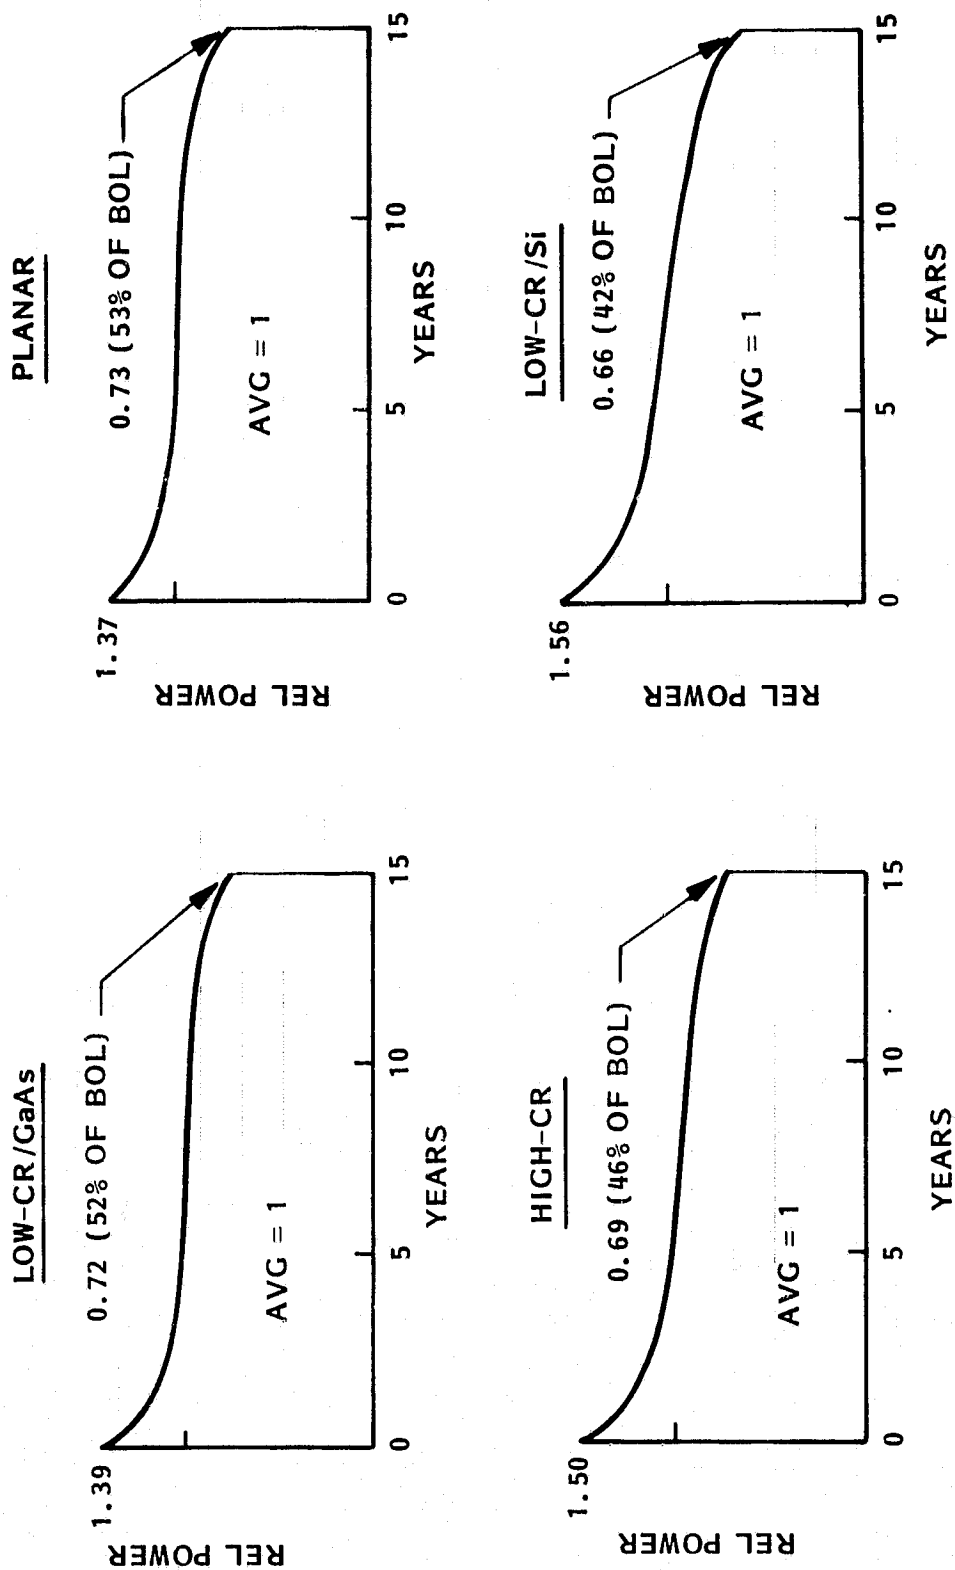 LOW-CR/GaAs
1.39
0.72 (52% OF BOL)
REL POWER
AVG = 1
0 5 10 15
YEARS
PLANAR
1.37
0.73 (53% OF BOL)
REL POWER
AVG = 1
0 5 10 15
YEARS
HIGH-CR
1.50
0.69 (46% OF BOL)
REL POWER
AVG = 1
0 5 10 15
YEARS
LOW-CR/Si
1.56
0.66 (42% OF BOL)
REL POWER
AVG = 1
0 5 10 15
YEARS